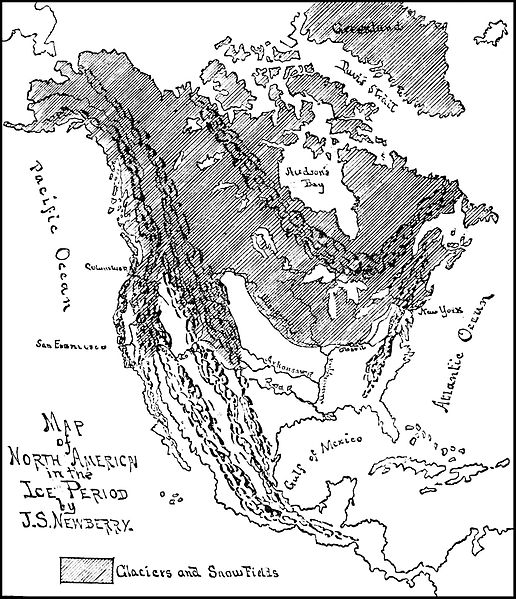 Greenland
Davis Strait
Hudson's
Bay
Pacific Ocean
Columbia
New York
San Francisco
Arkansas
Ohio
Atlantic Ocean
Gulf of Mexico
MAP
of
NORTH AMERICA
in the
ICE PERIOD
by
J.S. NEWBERRY.
Glaciers and Snow Fields